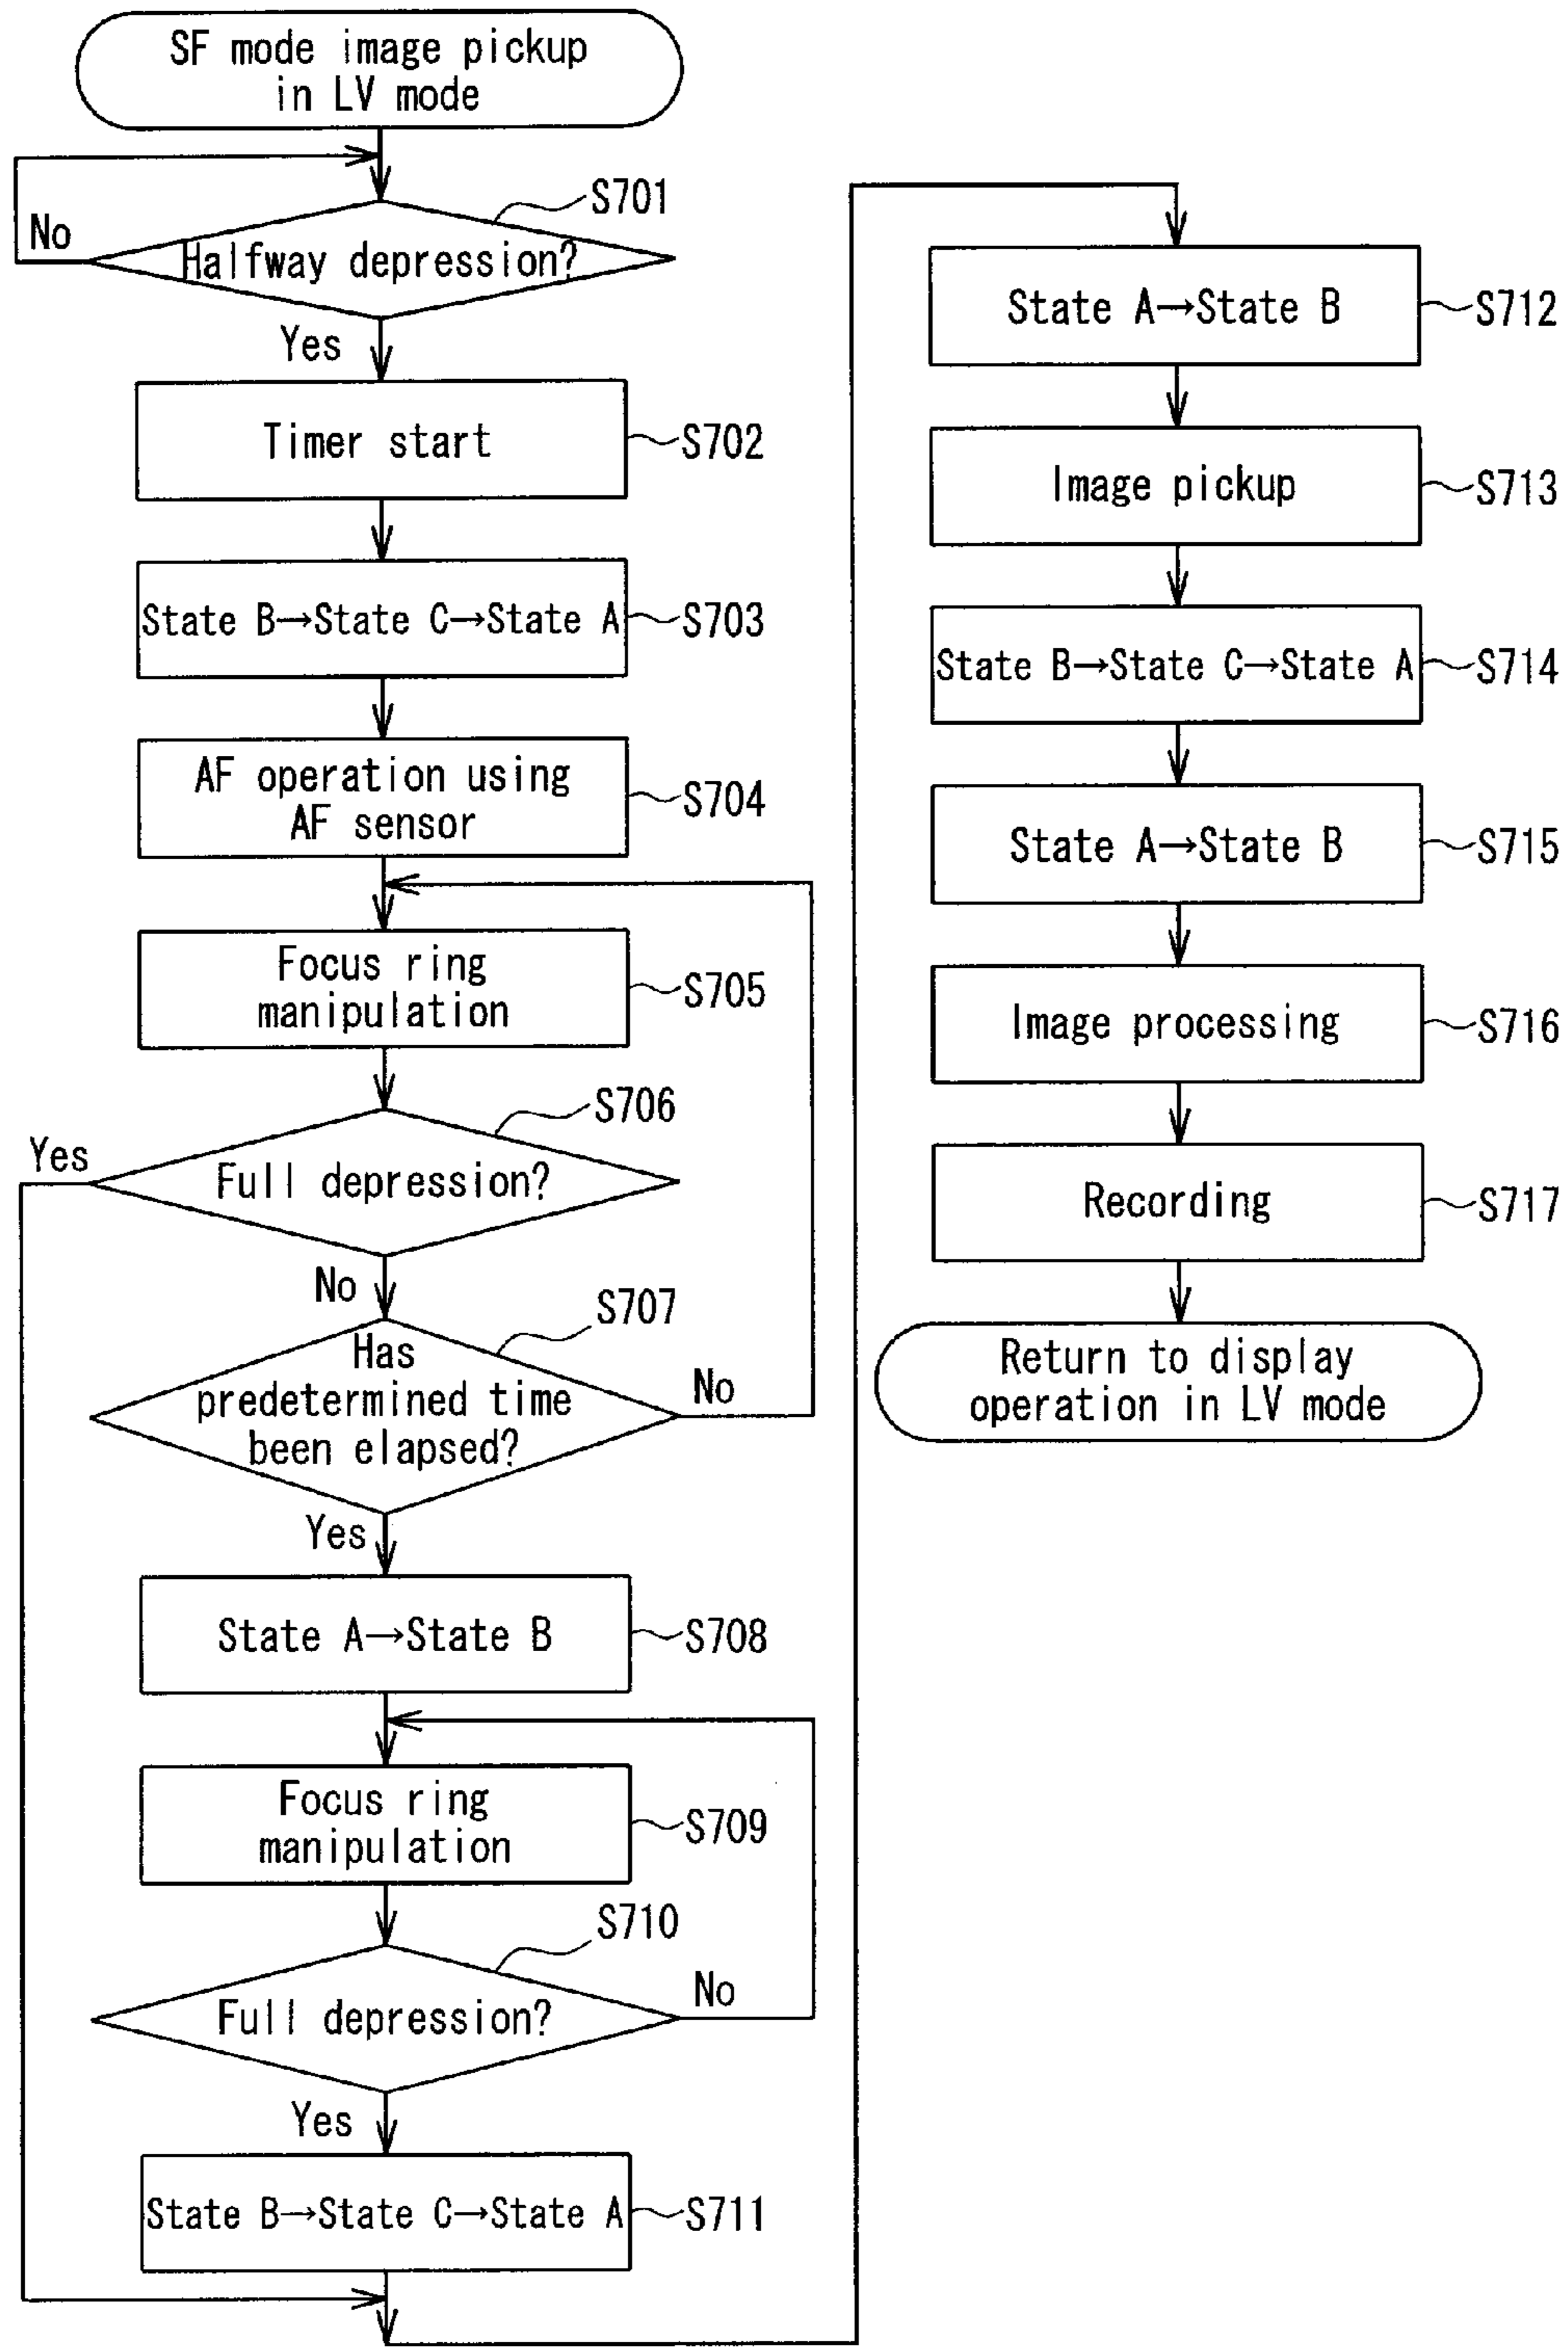 SF mode image pickup
in LV mode
S701
No
Halfway depression?
Yes
Timer start
S702
State B→State C→State A
S703
AF operation using
AF sensor
S704
Focus ring
manipulation
S705
S706
Yes
Full depression?
No
S707
Has
predetermined time
been elapsed?
No
Yes
State A→State B
S708
Focus ring
manipulation
S709
S710
Full depression?
No
Yes
State B→State C→State A
S711
State A→State B
S712
Image pickup
S713
State B→State C→State A
S714
State A→State B
S715
Image processing
S716
Recording
S717
Return to display
operation in LV mode